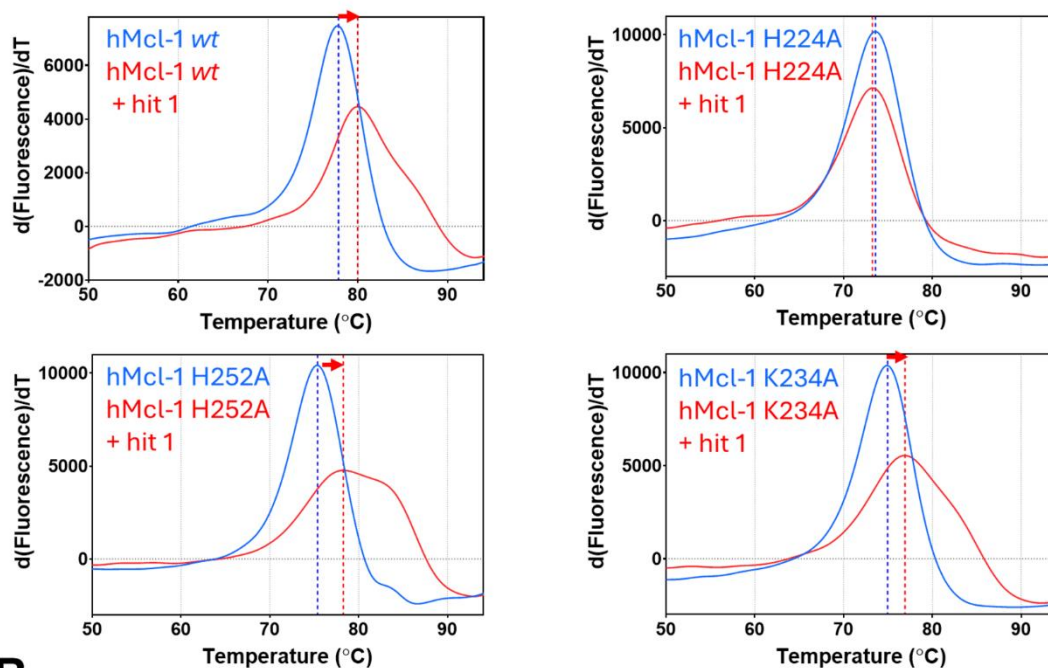 hMcl-1 wt
hMcl-1 wt
+ hit 1
d(Fluorescence)/dT
6000
4000
2000
0
-2000
50 60 70 80 90
Temperature (°C)
hMcl-1 H224A
hMcl-1 H224A
+ hit 1
d(Fluorescence)/dT
10000
5000
0
50 60 70 80 90
Temperature (°C)
hMcl-1 H252A
hMcl-1 H252A
+ hit 1
d(Fluorescence)/dT
10000
5000
0
50 60 70 80 90
Temperature (°C)
hMcl-1 K234A
hMcl-1 K234A
+ hit 1
d(Fluorescence)/dT
10000
5000
0
50 60 70 80 90
Temperature (°C)